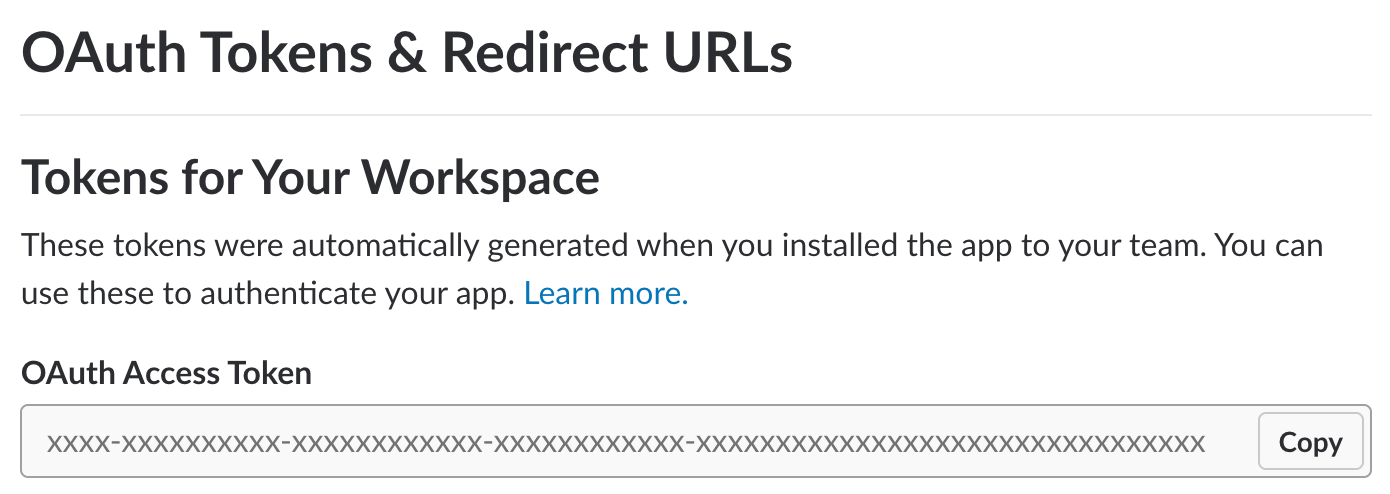 OAuth Tokens & Redirect URLs
Tokens for Your Workspace
These tokens were automatically generated when you installed the app to your team. You can
use these to authenticate your app. Learn more.
OAuth Access Token
xxxx-xxxxxxxxxx-xxxxxxxxxxxx-xxxxxxxxxxxx-xxxxxxxxxxxxxxxxxxxxxxxxxxxxxxxx
Copy